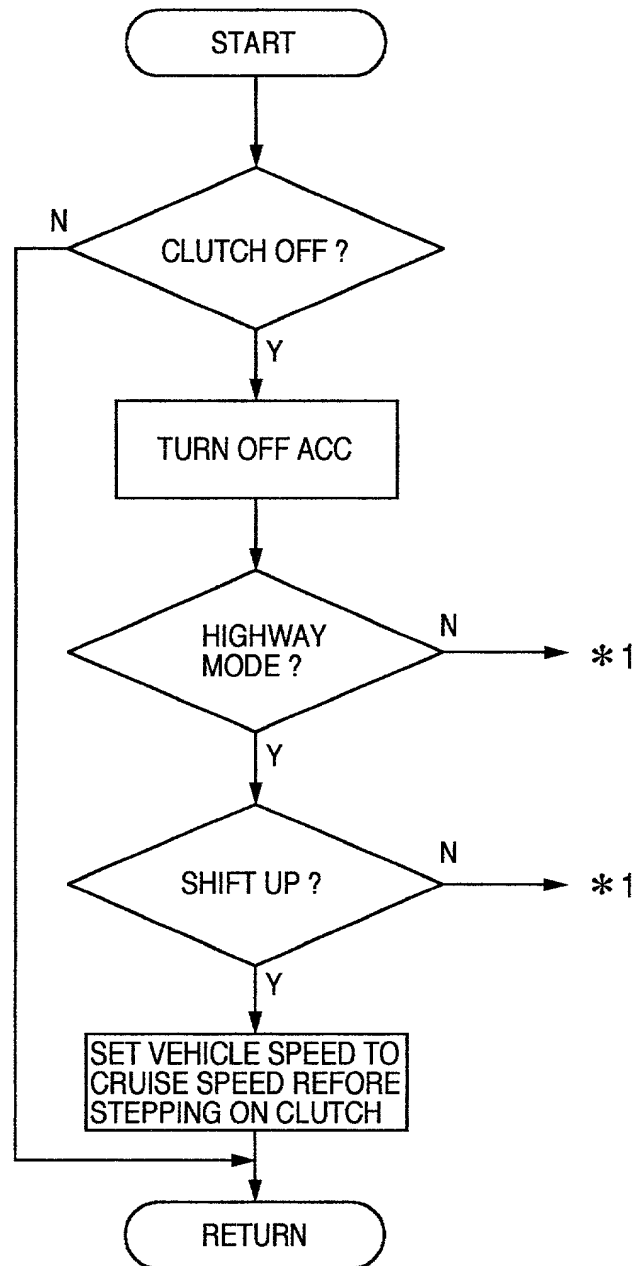 START
N
CLUTCH OFF ?
Y
TURN OFF ACC
HIGHWAY
MODE ?
N
*1
Y
SHIFT UP ?
N
*1
Y
SET VEHICLE SPEED TO
CRUISE SPEED REFORE
STEPPING ON CLUTCH
RETURN